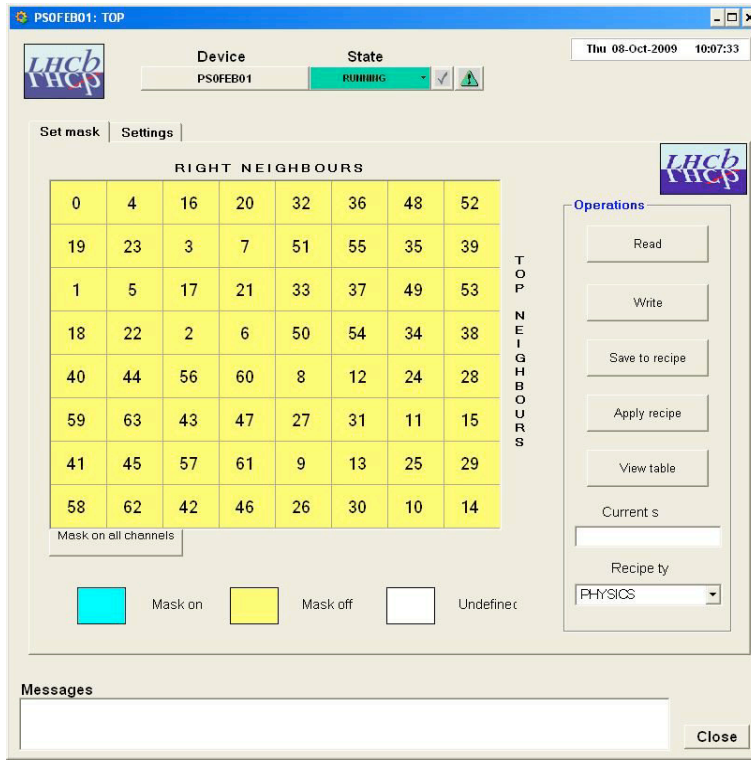 PS0FEB01: TOP
LHCb
Device State
PS0FEB01 RUNNING
Thu 08-Oct-2009 10:07:33
Set mask Settings
LHCb
RIGHT NEIGHBOURS
0 4 16 20 32 36 48 52
19 23 3 7 51 55 35 39
1 5 17 21 33 37 49 53
18 22 2 6 50 54 34 38
40 44 56 60 8 12 24 28
59 63 43 47 27 31 11 15
41 45 57 61 9 13 25 29
58 62 42 46 26 30 10 14
TOP NEIGHBOURS
Mask on all channels
Mask on Mask off Undefinec
Operations
Read
Write
Save to recipe
Apply recipe
View table
Current s
Recipe ty
PHYSICS
Messages
Close